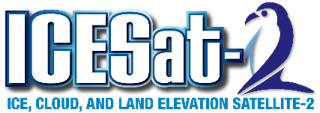 ICESat-2
ICE, CLOUD, AND LAND ELEVATION SATELLITE-2